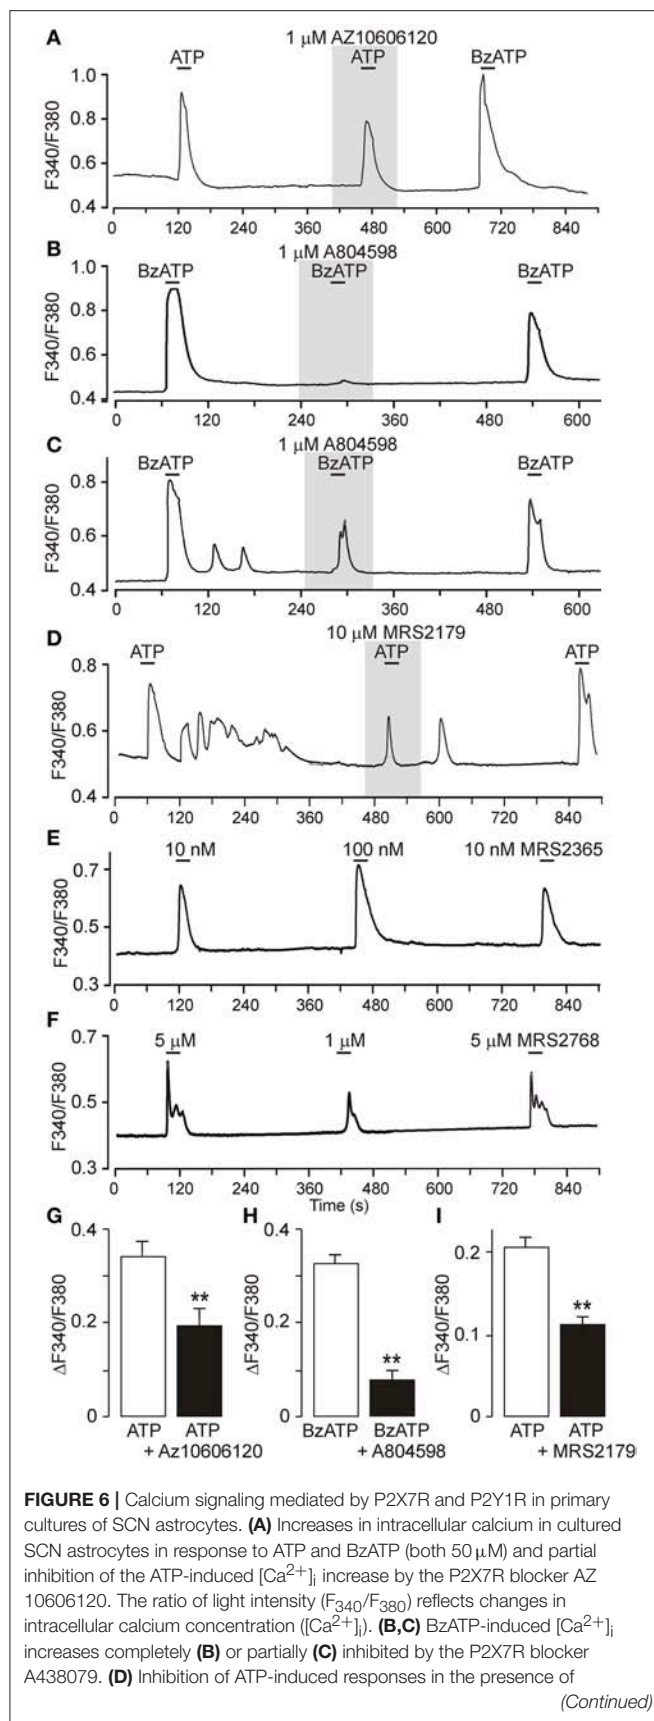 A
1 µM AZ10606120
ATP ATP BzATP
F340/F380
1.0
0.8
0.6
0.4
0 120 240 360 480 600 720 840
B
1 µM A804598
BzATP BzATP BzATP
F340/F380
1.0
0.8
0.6
0.4
0 120 240 360 480 600
C
1 µM A804598
BzATP BzATP BzATP
F340/F380
0.8
0.6
0.4
0 120 240 360 480 600
D
10 µM MRS2179
ATP ATP ATP
F340/F380
0.8
0.6
0.4
0 120 240 360 480 600 720 840
E
10 nM 100 nM 10 nM MRS2365
F340/F380
0.7
0.5
0.3
0 120 240 360 480 600 720 840
F
5 µM 1 µM 5 µM MRS2768
F340/F380
0.7
0.5
0.3
0 120 240 360 480 600 720 840
Time (s)
G
ΔF340/F380
0.4
0.2
0
**
ATP ATP
+ Az10606120
H
ΔF340/F380
0.4
0.2
0
**
BzATP BzATP
+ A804598
I
ΔF340/F380
0.2
0.1
0
**
ATP ATP
+ MRS2179
FIGURE 6 | Calcium signaling mediated by P2X7R and P2Y1R in primary
cultures of SCN astrocytes. (A) Increases in intracellular calcium in cultured
SCN astrocytes in response to ATP and BzATP (both 50 µM) and partial
inhibition of the ATP-induced [Ca2+]i increase by the P2X7R blocker AZ
10606120. The ratio of light intensity (F340/F380) reflects changes in
intracellular calcium concentration ([Ca2+]i). (B,C) BzATP-induced [Ca2+]i
increases completely (B) or partially (C) inhibited by the P2X7R blocker
A438079. (D) Inhibition of ATP-induced responses in the presence of
(Continued)